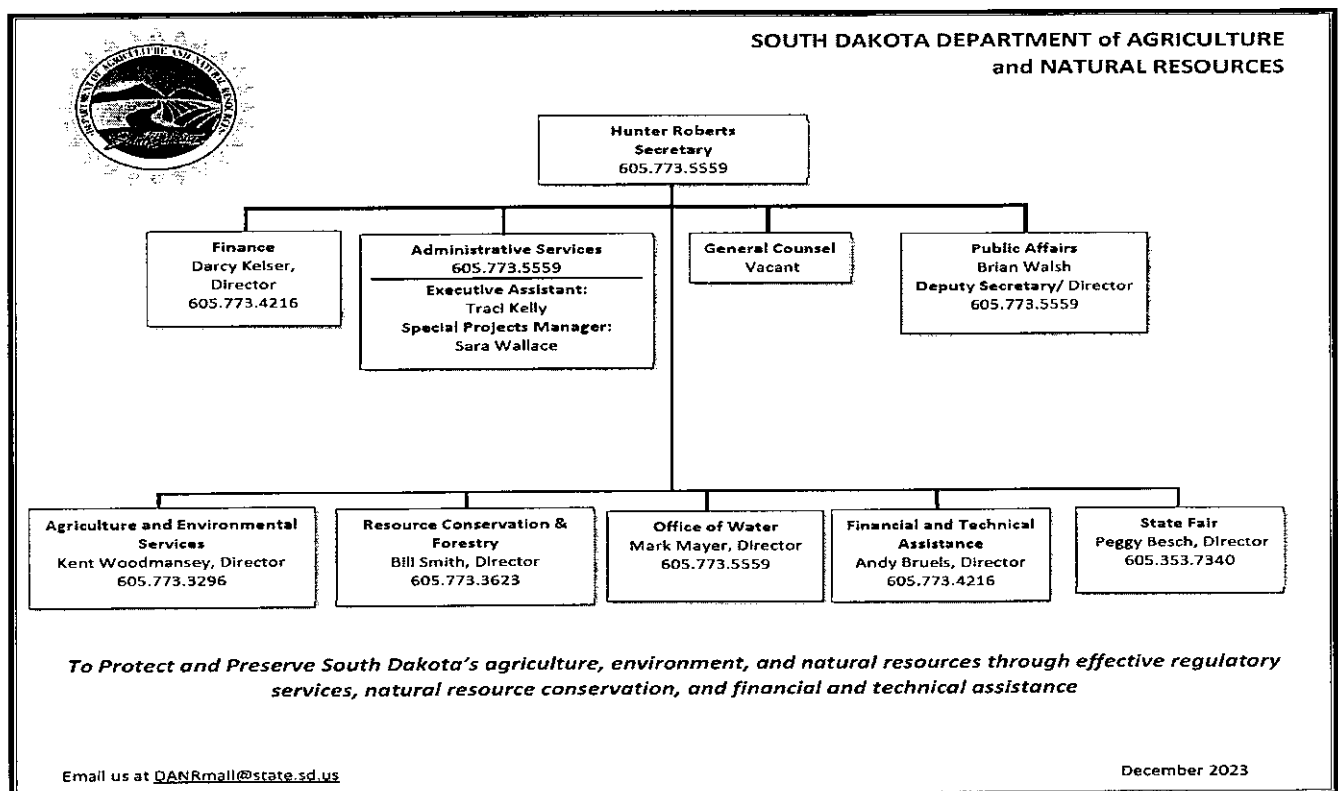 DEPARTMENT OF AGRICULTURE AND NATURAL RESOURCES
SOUTH DAKOTA DEPARTMENT of AGRICULTURE
and NATURAL RESOURCES
Hunter Roberts
Secretary
605.773.5559
Finance
Darcy Kelser,
Director
605.773.4216
Administrative Services
605.773.5559
Executive Assistant:
Traci Kelly
Special Projects Manager:
Sara Wallace
General Counsel
Vacant
Public Affairs
Brian Walsh
Deputy Secretary/ Director
605.773.5559
Agriculture and Environmental
Services
Kent Woodmansey, Director
605.773.3296
Resource Conservation &
Forestry
Bill Smith, Director
605.773.3623
Office of Water
Mark Mayer, Director
605.773.5559
Financial and Technical
Assistance
Andy Bruels, Director
605.773.4216
State Fair
Peggy Besch, Director
605.353.7340
To Protect and Preserve South Dakota's agriculture, environment, and natural resources through effective regulatory
services, natural resource conservation, and financial and technical assistance
Email us at DANRmail@state.sd.us
December 2023